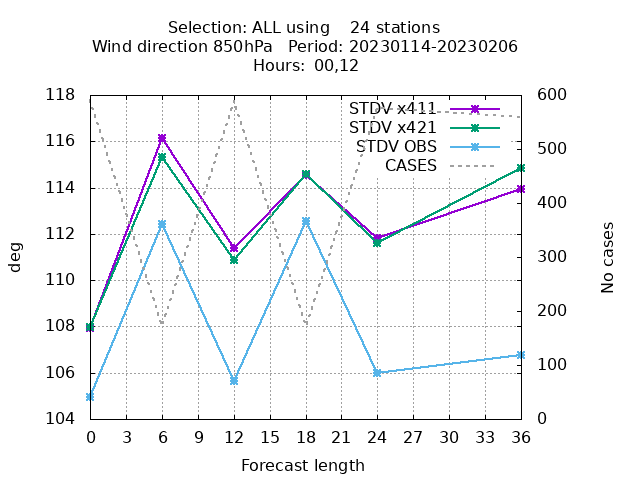 Selection: ALL using    24 stations
Wind direction 850hPa   Period: 20230114-20230206
Hours:  00,12
118
116
114
112
110
108
106
104
600
500
400
300
200
100
0
STDV x411
STDV x421
STDV OBS
CASES
deg
No cases
0 3 6 9 12 15 18 21 24 27 30 33 36
Forecast length